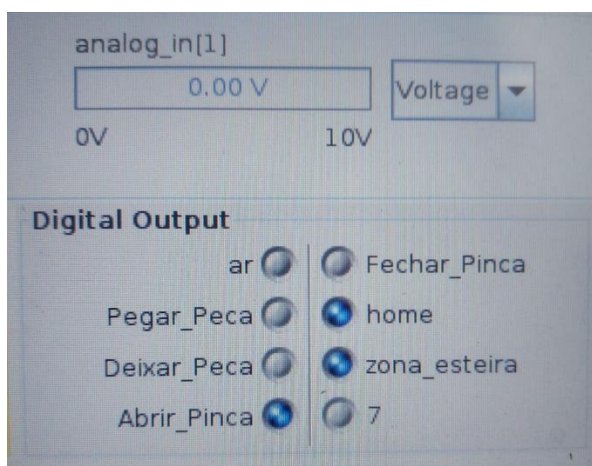 analog_in[1]
0.00 V
Voltage
0V 10V
Digital Output
ar Fechar_Pinca
Pegar_Peca home
Deixar_Peca zona_esteira
Abrir_Pinca 7